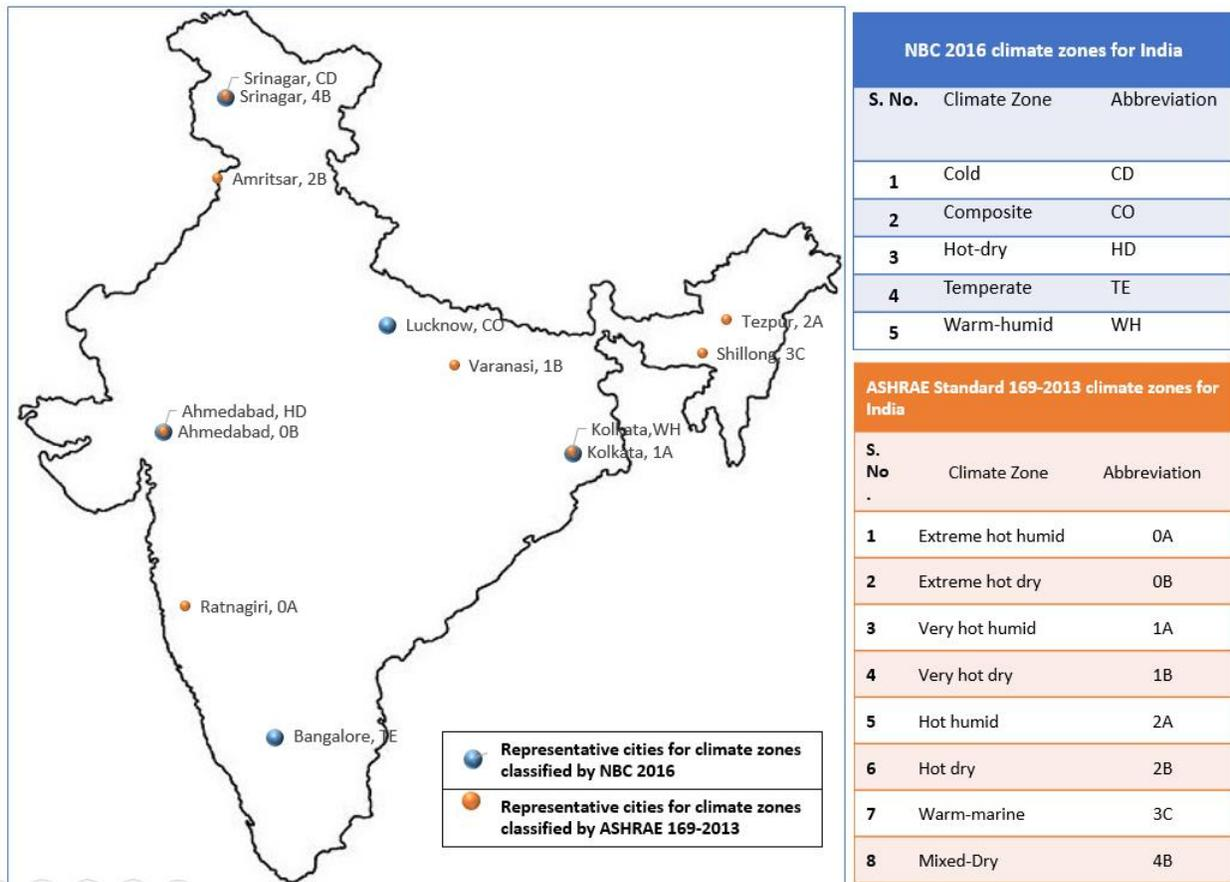 Srinagar, CD
Srinagar, 4B
Amritsar, 2B
Lucknow, CO
Varanasi, 1B
Tezpur, 2A
Shillong, 3C
Ahmedabad, HD
Ahmedabad, 0B
Kolkata,WH
Kolkata, 1A
Ratnagiri, 0A
Bangalore, TE
Representative cities for climate zones
classified by NBC 2016
Representative cities for climate zones
classified by ASHRAE 169-2013
NBC 2016 climate zones for India
S. No. Climate Zone Abbreviation
1 Cold CD
2 Composite CO
3 Hot-dry HD
4 Temperate TE
5 Warm-humid WH
ASHRAE Standard 169-2013 climate zones for
India
S.
No Climate Zone Abbreviation
.
1 Extreme hot humid 0A
2 Extreme hot dry 0B
3 Very hot humid 1A
4 Very hot dry 1B
5 Hot humid 2A
6 Hot dry 2B
7 Warm-marine 3C
8 Mixed-Dry 4B